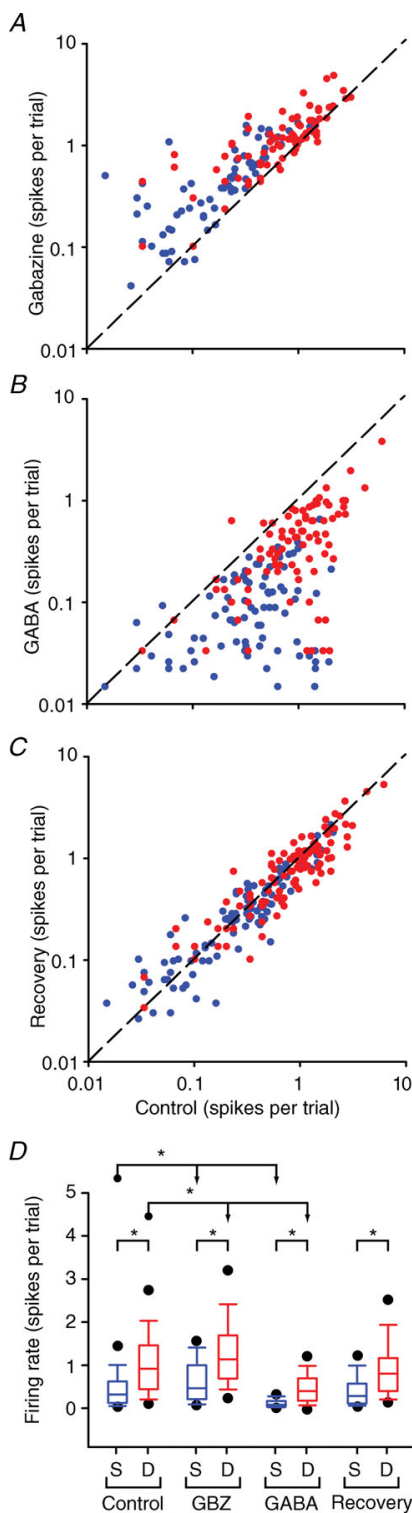 A
10
1
0.1
0.01
Gabazine (spikes per trial)
B
10
1
0.1
0.01
GABA (spikes per trial)
C
10
1
0.1
0.01
Recovery (spikes per trial)
0.01 0.1 1 10
Control (spikes per trial)
D
*
*
* * * *
5
4
3
2
1
0
Firing rate (spikes per trial)
S D S D S D S D
Control GBZ GABA Recovery